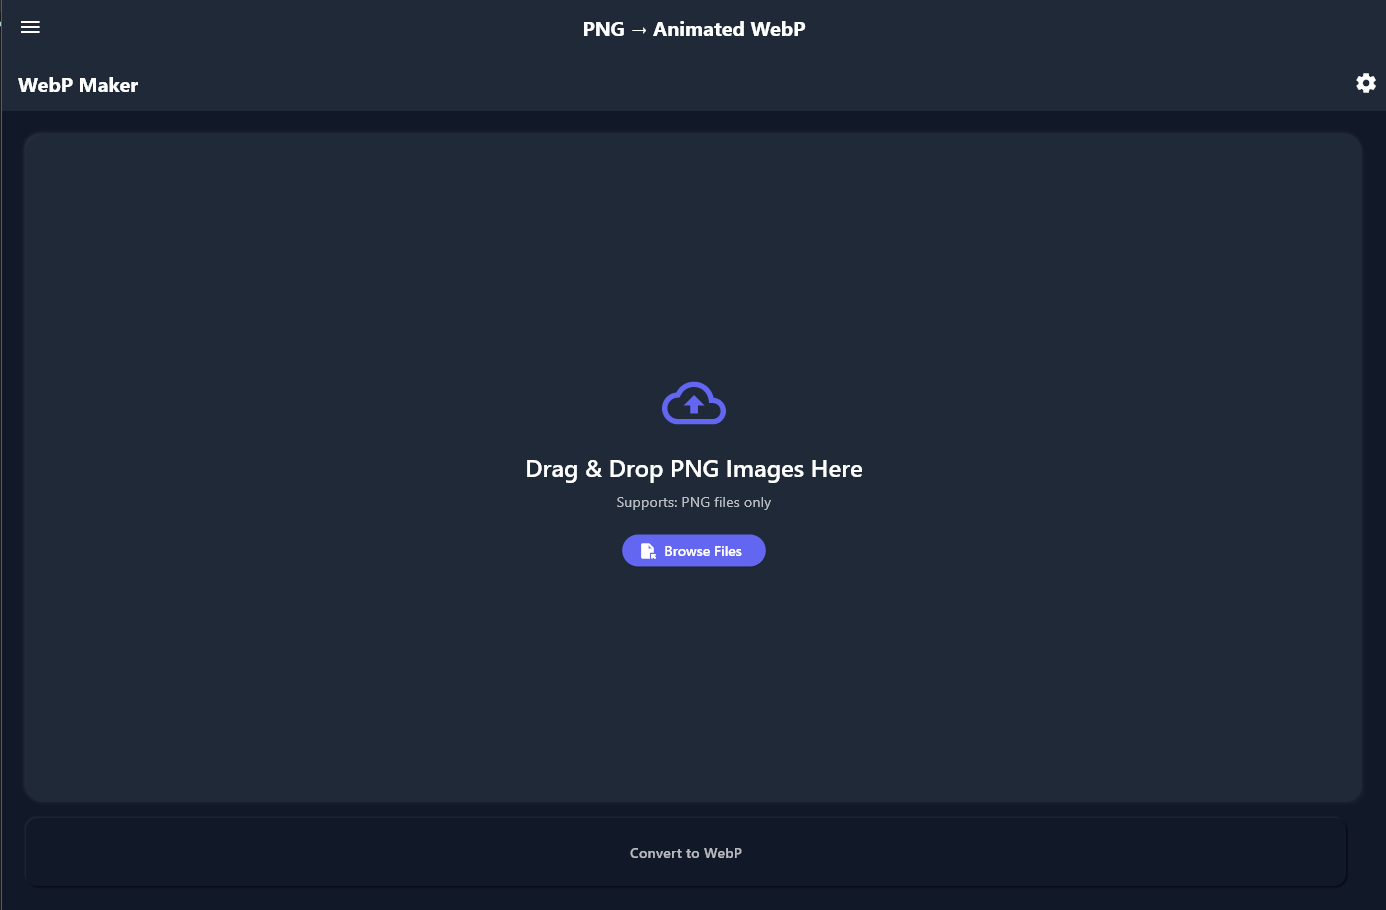 PNG → Animated WebP
WebP Maker
Drag & Drop PNG Images Here
Supports: PNG files only
Browse Files
Convert to WebP